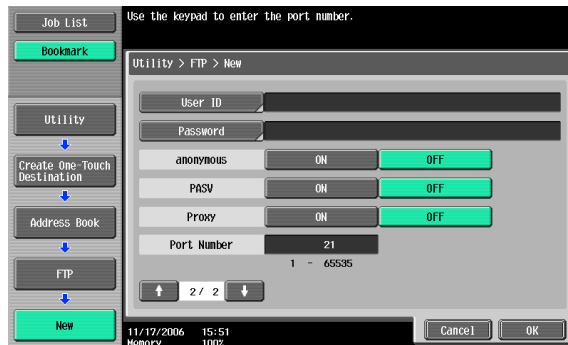 Job List
Use the keypad to enter the port number.
Bookmark
Utility > FTP > New
User ID
Utility
Password
anonymous ON OFF
Create One-Touch
Destination
PASV ON OFF
Address Book
Proxy ON OFF
Port Number 21
1 - 65535
FTP
2/ 2
New
11/17/2006 15:51
Memory 100%
Cancel OK